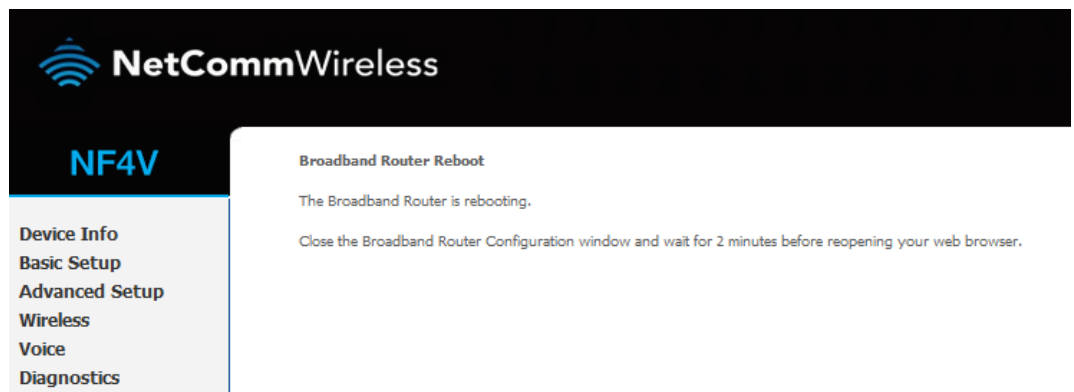 NetCommWireless
NF4V
Broadband Router Reboot
The Broadband Router is rebooting.
Close the Broadband Router Configuration window and wait for 2 minutes before reopening your web browser.
Device Info
Basic Setup
Advanced Setup
Wireless
Voice
Diagnostics